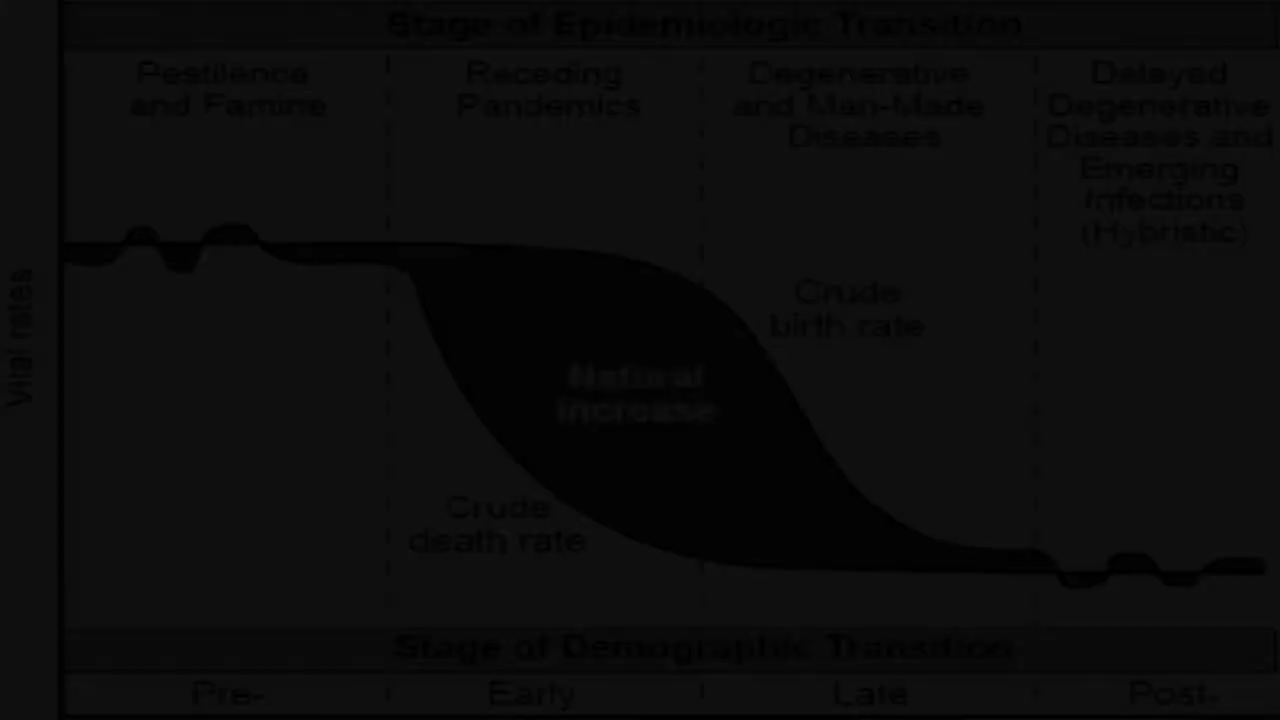 Stage of Epidemiologic Transition
Pestilence
and Famine
Receding
Pandemics
Degenerative
and Man-Made
Diseases
Delayed
Degenerative
Diseases and
Emerging
Infections
(Hybristic)
Vital rates
Crude
birth rate
Natural
Increase
Crude
death rate
Stage of Demographic Transition
Pre-
Early
Late
Post-